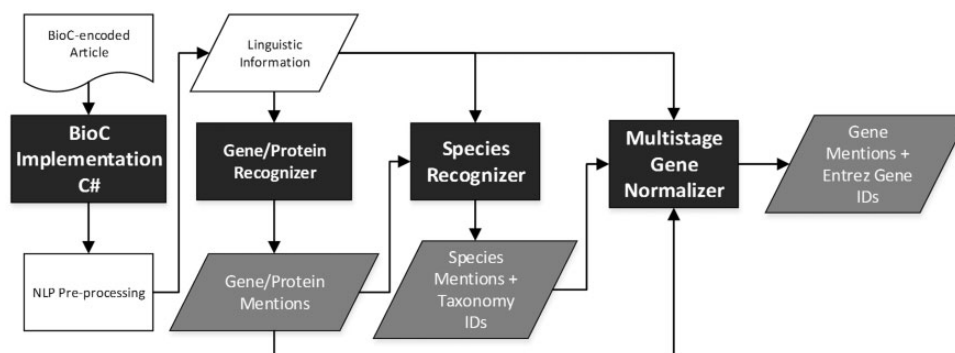 BioC-encoded
Article
BioC
Implementation
C#
NLP Pre-processing
Linguistic
Information
Gene/Protein
Recognizer
Gene/Protein
Mentions
Species
Recognizer
Species
Mentions +
Taxonomy
IDs
Multistage
Gene
Normalizer
Gene
Mentions +
Entrez Gene
IDs